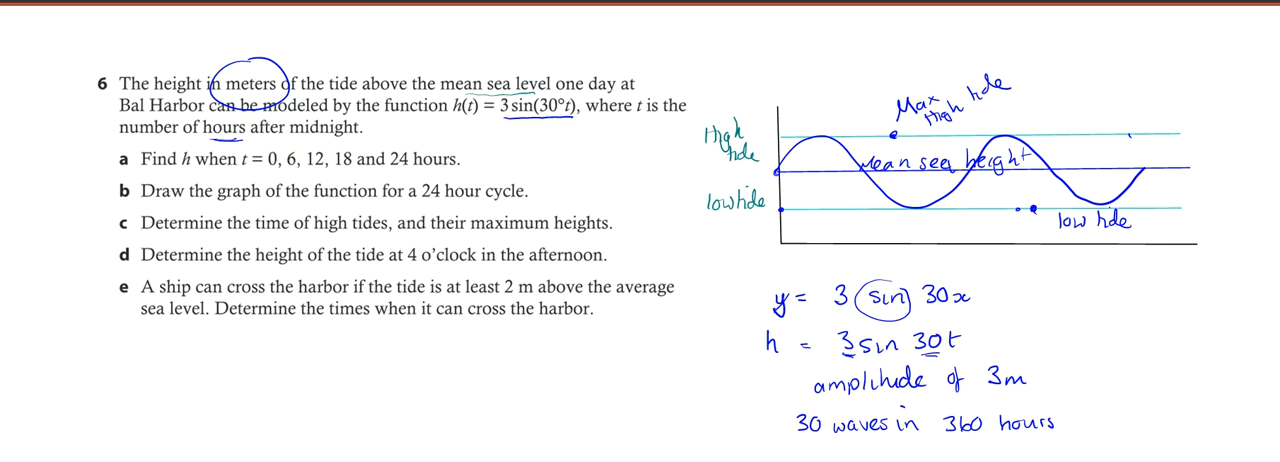 6 The height in meters of the tide above the mean sea level one day at
Bal Harbor can be modeled by the function h(t) = 3 sin(30°t), where t is the
number of hours after midnight.
a Find h when t = 0, 6, 12, 18 and 24 hours.
b Draw the graph of the function for a 24 hour cycle.
c Determine the time of high tides, and their maximum heights.
d Determine the height of the tide at 4 o'clock in the afternoon.
e A ship can cross the harbor if the tide is at least 2 m above the average
sea level. Determine the times when it can cross the harbor.
Max
High tide
High
tide
Mean sea height
low tide
low tide
y = 3 sin 30x
h = 3 sin 30t
amplitude of 3m
30 waves in 360 hours